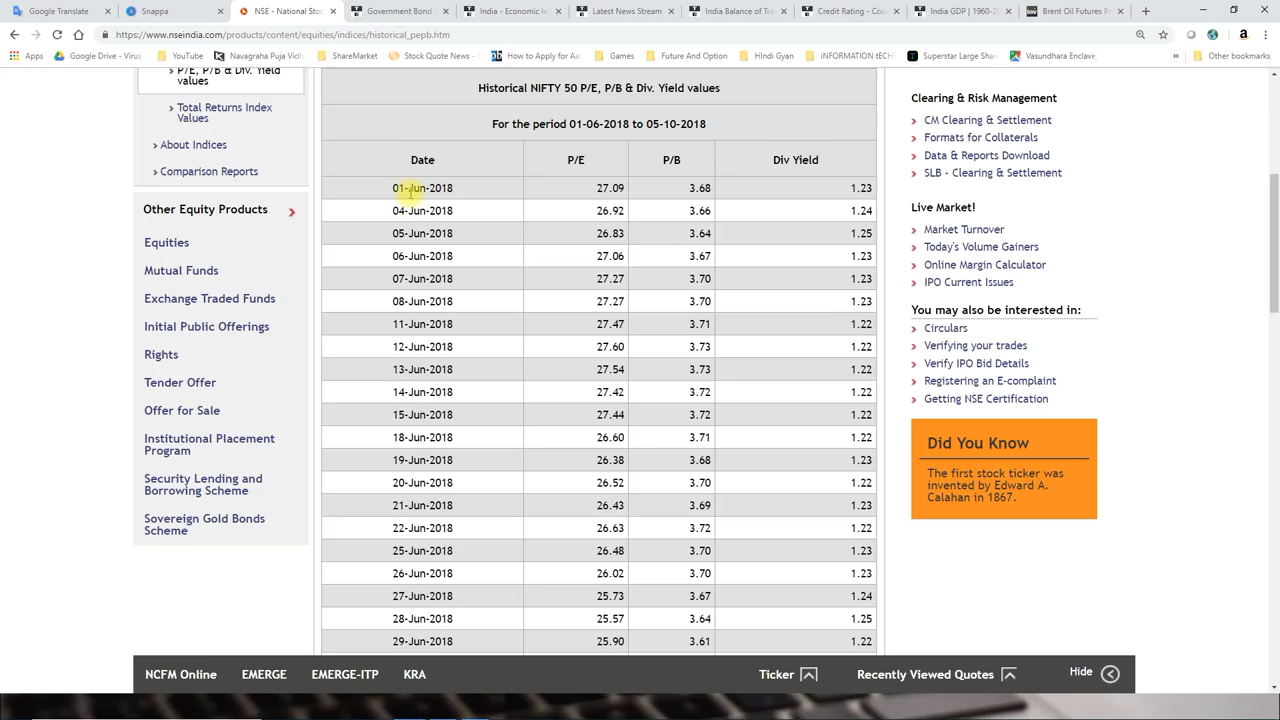 Google Translate
Snappa
NSE - National Sto
Government Bond
India - Economic In
Latest News Stream
India Balance of Tra
Credit Rating - Cou
India GDP | 1960-2
Brent Oil Futures P
https://www.nseindia.com/products/content/equities/indices/historical_pepb.htm
Apps
Google Drive - Virus
YouTube
Navagraha Puja Vidh
ShareMarket
Stock Quote News -
How to Apply for Aa
Games
Future And Option
HIndi Gyan
iNFORMATION tECH
Superstar Large Shar
Vasundhara Enclave.
»
Other bookmarks
P/E, P/B & Div. Yield
values
Total Returns Index
Values
About Indices
Comparison Reports
Other Equity Products
Equities
Mutual Funds
Exchange Traded Funds
Initial Public Offerings
Rights
Tender Offer
Offer for Sale
Institutional Placement
Program
Security Lending and
Borrowing Scheme
Sovereign Gold Bonds
Scheme
Historical NIFTY 50 P/E, P/B & Div. Yield values
For the period 01-06-2018 to 05-10-2018
Date P/E P/B Div Yield
01-Jun-2018 27.09 3.68 1.23
04-Jun-2018 26.92 3.66 1.24
05-Jun-2018 26.83 3.64 1.25
06-Jun-2018 27.06 3.67 1.23
07-Jun-2018 27.27 3.70 1.23
08-Jun-2018 27.27 3.70 1.23
11-Jun-2018 27.47 3.71 1.22
12-Jun-2018 27.60 3.73 1.22
13-Jun-2018 27.54 3.73 1.22
14-Jun-2018 27.42 3.72 1.22
15-Jun-2018 27.44 3.72 1.22
18-Jun-2018 26.60 3.71 1.22
19-Jun-2018 26.38 3.68 1.23
20-Jun-2018 26.52 3.70 1.22
21-Jun-2018 26.43 3.69 1.23
22-Jun-2018 26.63 3.72 1.22
25-Jun-2018 26.48 3.70 1.23
26-Jun-2018 26.02 3.70 1.23
27-Jun-2018 25.73 3.67 1.24
28-Jun-2018 25.57 3.64 1.25
29-Jun-2018 25.90 3.61 1.22
Clearing & Risk Management
CM Clearing & Settlement
Formats for Collaterals
Data & Reports Download
SLB - Clearing & Settlement
Live Market!
Market Turnover
Today's Volume Gainers
Online Margin Calculator
IPO Current Issues
You may also be interested in:
Circulars
Verifying your trades
Verify IPO Bid Details
Registering an E-complaint
Getting NSE Certification
Did You Know
The first stock ticker was
invented by Edward A.
Calahan in 1867.
NCFM Online
EMERGE
EMERGE-ITP
KRA
Ticker
Recently Viewed Quotes
Hide